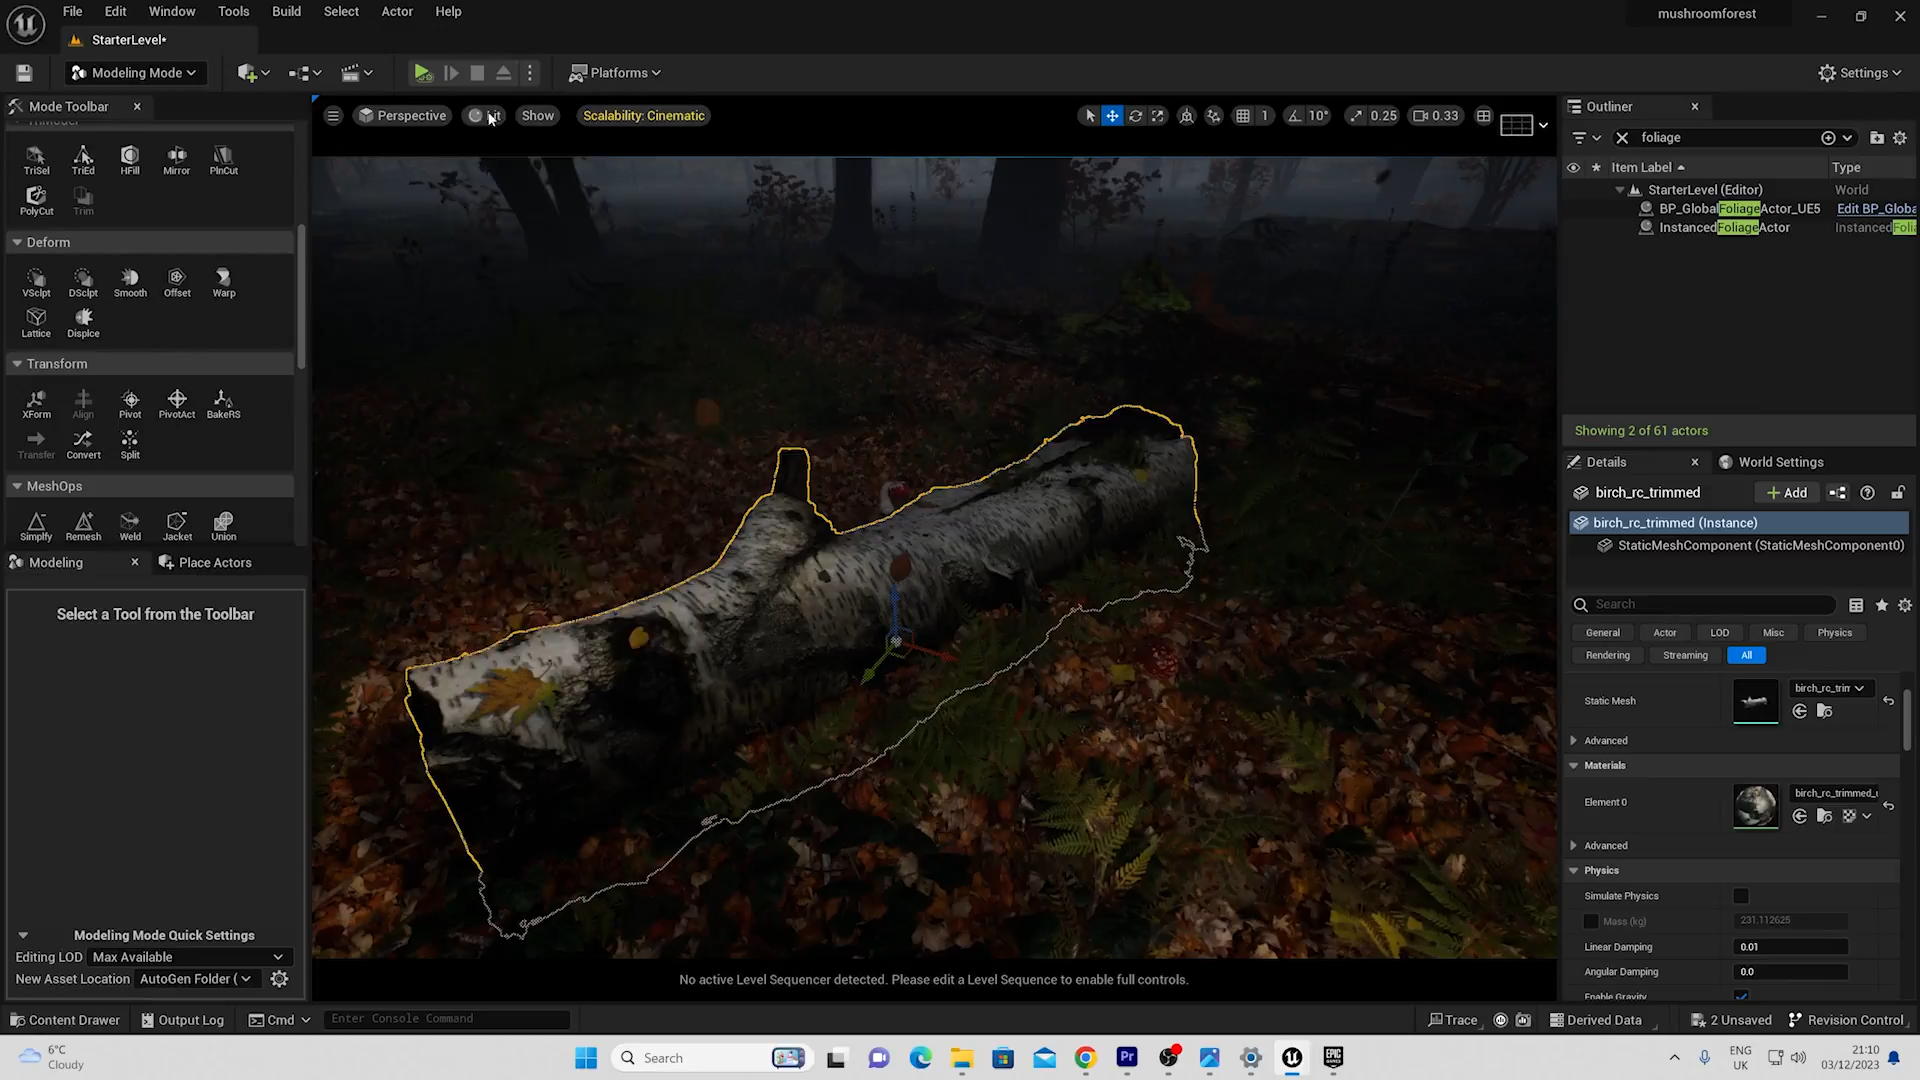 File Edit Window Tools Build Select Actor Help
mushroomforest
StarterLevel•
Modeling Mode
Platforms
Settings
Mode Toolbar
Perspective
Show
Scalability: Cinematic
1
10°
0.25
0.33
Outliner
foliage
Item Label
Type
TriSel TriEd HFill Mirror PlnCut
StarterLevel (Editor)
World
BP_GlobalFoliageActor_UE5
Edit BP_Globa
PolyCut Trim
InstancedFoliageActor
InstancedFoli
Deform
VSclpt DSclpt Smooth Offset Warp
Lattice Displce
Transform
XForm Align Pivot PivotAct BakeRS
Showing 2 of 61 actors
Transfer Convert Split
Details
World Settings
MeshOps
birch_rc_trimmed
Add
Simplfy Remesh Weld Jacket Union
birch_rc_trimmed (Instance)
StaticMeshComponent (StaticMeshComponent0)
Modeling
Place Actors
Select a Tool from the Toolbar
Search
General Actor LOD Misc Physics
Rendering Streaming All
Static Mesh
birch_rc_trin
Advanced
Materials
Element 0
birch_rc_trimmed_
Advanced
Physics
Simulate Physics
Mass (kg)
231.112625
Linear Damping
0.01
Angular Damping
0.0
Enable Gravity
Modeling Mode Quick Settings
Editing LOD
Max Available
New Asset Location
AutoGen Folder (
No active Level Sequencer detected. Please edit a Level Sequence to enable full controls.
Content Drawer
Output Log
Cmd
Enter Console Command
Trace
Derived Data
2 Unsaved
Revision Control
6°C
Cloudy
Search
Pr
EPIC
ENG
UK
21:10
03/12/2023